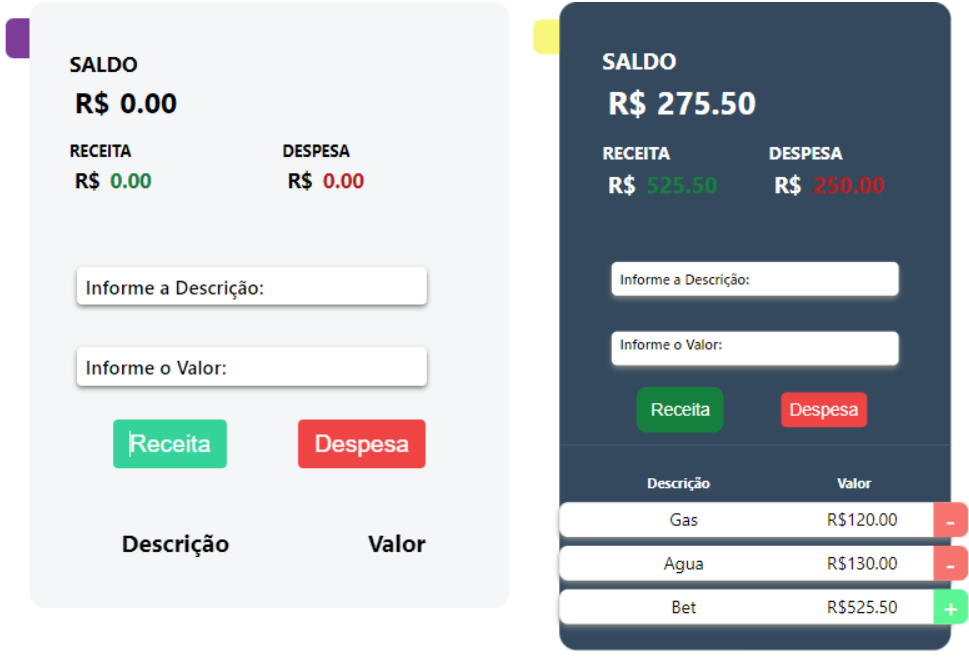 SALDO
R$ 0.00
RECEITA DESPESA
R$ 0.00 R$ 0.00
Informe a Descrição:
Informe o Valor:
Receita Despesa
Descrição Valor
SALDO
R$ 275.50
RECEITA DESPESA
R$ 525.50 R$ 250.00
Informe a Descrição:
Informe o Valor:
Receita Despesa
Descrição Valor
Gas R$120.00 -
Agua R$130.00 -
Bet R$525.50 +